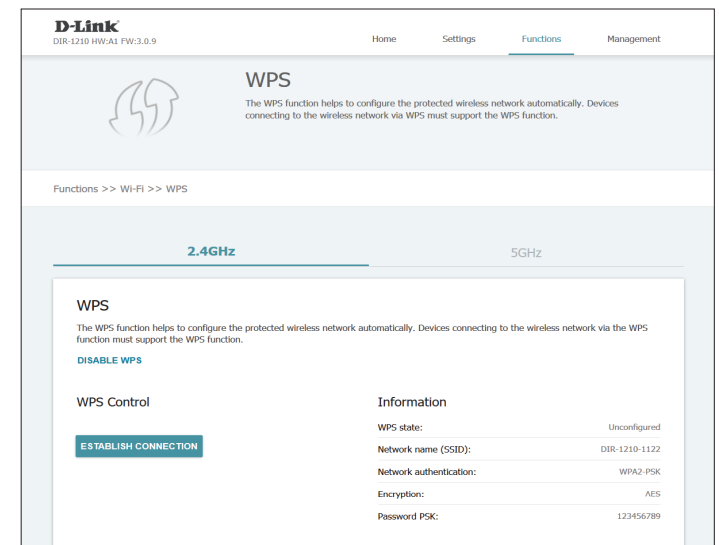 D-Link
DIR-1210 HW:A1 FW:3.0.9
Home Settings Functions Management
WPS
The WPS function helps to configure the protected wireless network automatically. Devices
connecting to the wireless network via WPS must support the WPS function.
Functions >> Wi-Fi >> WPS
2.4GHz 5GHz
WPS
The WPS function helps to configure the protected wireless network automatically. Devices connecting to the wireless network via the WPS
function must support the WPS function.
DISABLE WPS
WPS Control
ESTABLISH CONNECTION
Information
WPS state: Unconfigured
Network name (SSID): DIR-1210-1122
Network authentication: WPA2-PSK
Encryption: AES
Password PSK: 123456789